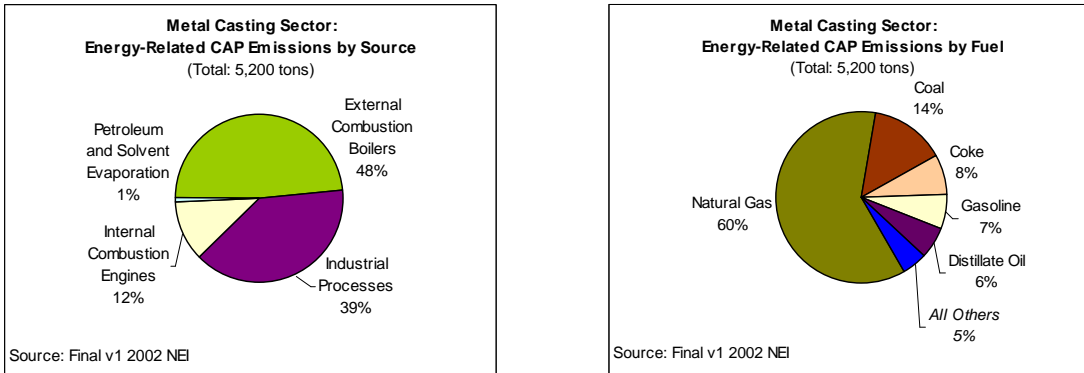 Metal Casting Sector:
Energy-Related CAP Emissions by Source
(Total: 5,200 tons)
External
Combustion
Boilers
48%
Petroleum
and Solvent
Evaporation
1%
Internal
Combustion
Engines
12%
Industrial
Processes
39%
Source: Final v1 2002 NEI
Metal Casting Sector:
Energy-Related CAP Emissions by Fuel
(Total: 5,200 tons)
Coal
14%
Coke
8%
Gasoline
7%
Natural Gas
60%
Distillate Oil
6%
All Others
5%
Source: Final v1 2002 NEI